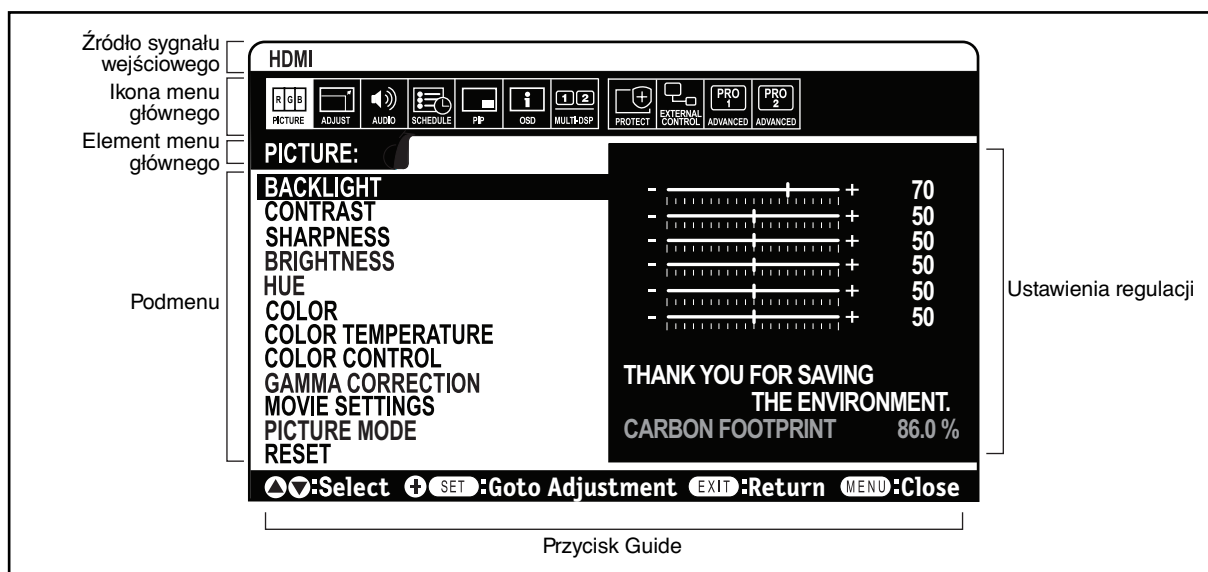 Źródło sygnału
wejściowego
HDMI
Ikona menu
głównego
R G B
PICTURE
ADJUST
AUDIO
SCHEDULE
PIP
OSD
1 2
MULTI-DSP
PROTECT
EXTERNAL
CONTROL
PRO
1
ADVANCED
PRO
2
ADVANCED
Element menu
głównego
PICTURE:
Podmenu
BACKLIGHT - + 70
CONTRAST - + 50
SHARPNESS - + 50
BRIGHTNESS - + 50
HUE - + 50
COLOR - + 50
COLOR TEMPERATURE
COLOR CONTROL
GAMMA CORRECTION
MOVIE SETTINGS
PICTURE MODE
RESET
THANK YOU FOR SAVING
THE ENVIRONMENT.
CARBON FOOTPRINT 86.0 %
Ustawienia regulacji
:Select + SET :Goto Adjustment EXIT :Return MENU :Close
Przycisk Guide